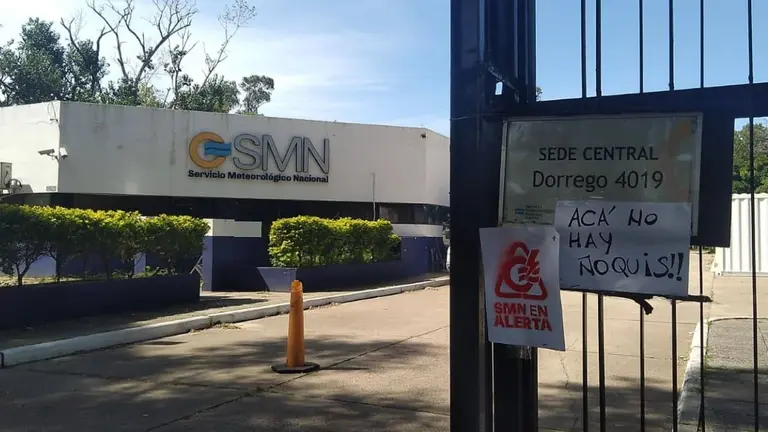 SMN
Servicio Meteorológico Nacional
SEDE CENTRAL
Dorrego 4019
ACÁ NO
HAY
ÑOQUIS!!
SMN EN
ALERTA